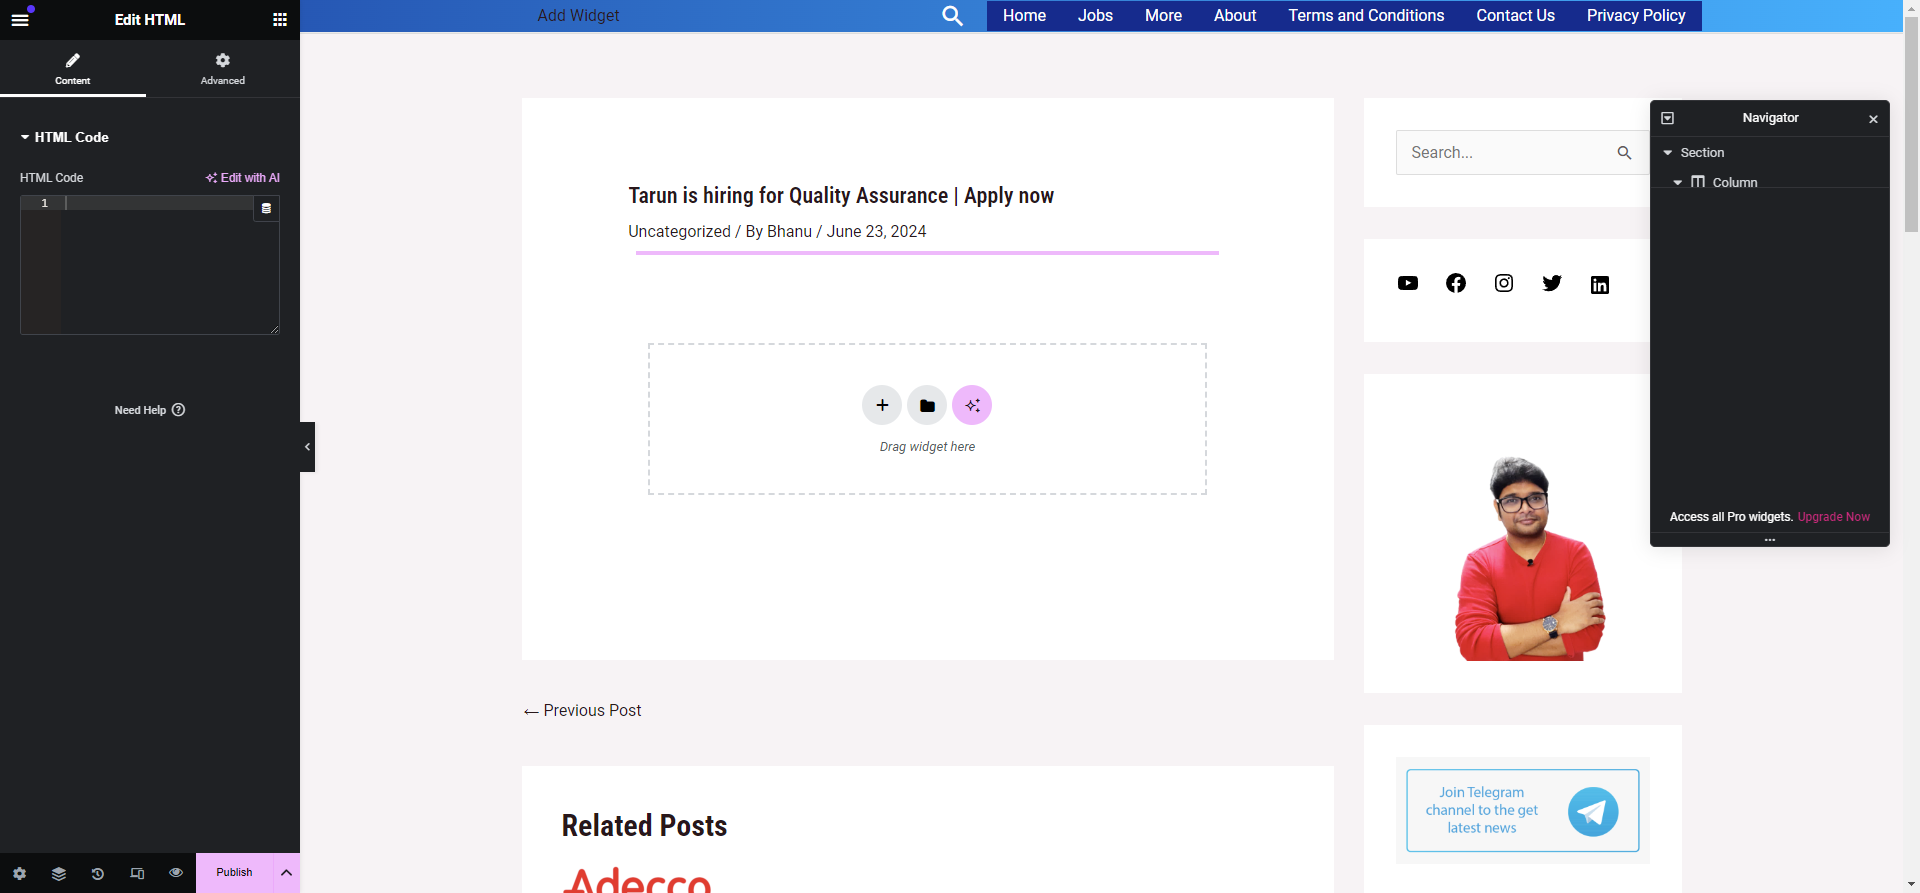 Edit HTML
Content
Advanced
HTML Code
HTML Code
Edit with AI
1
Need Help
Publish
Add Widget
Home
Jobs
More
About
Terms and Conditions
Contact Us
Privacy Policy
Tarun is hiring for Quality Assurance | Apply now
Uncategorized / By Bhanu / June 23, 2024
Drag widget here
← Previous Post
Related Posts
Adecco
Search...
Navigator
Section
Column
Access all Pro widgets. Upgrade Now
Join Telegram
channel to the get
latest news